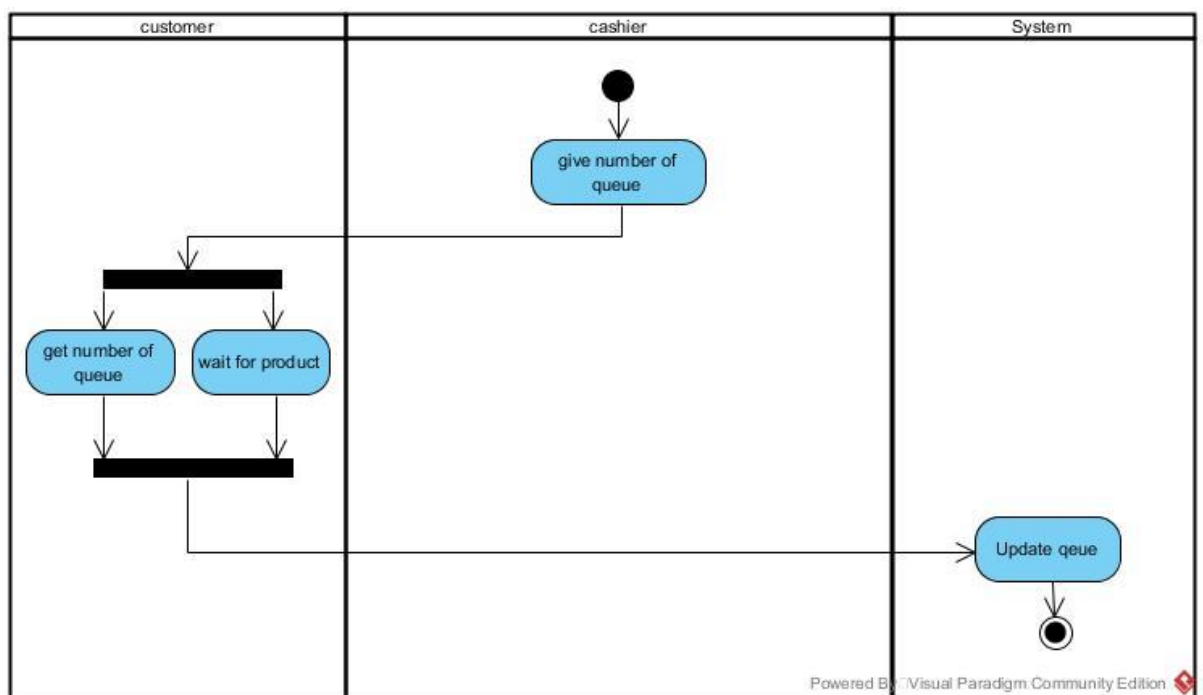 customer
cashier
System
give number of
queue
get number of
queue
wait for product
Update qeue
Powered By Visual Paradigm Community Edition